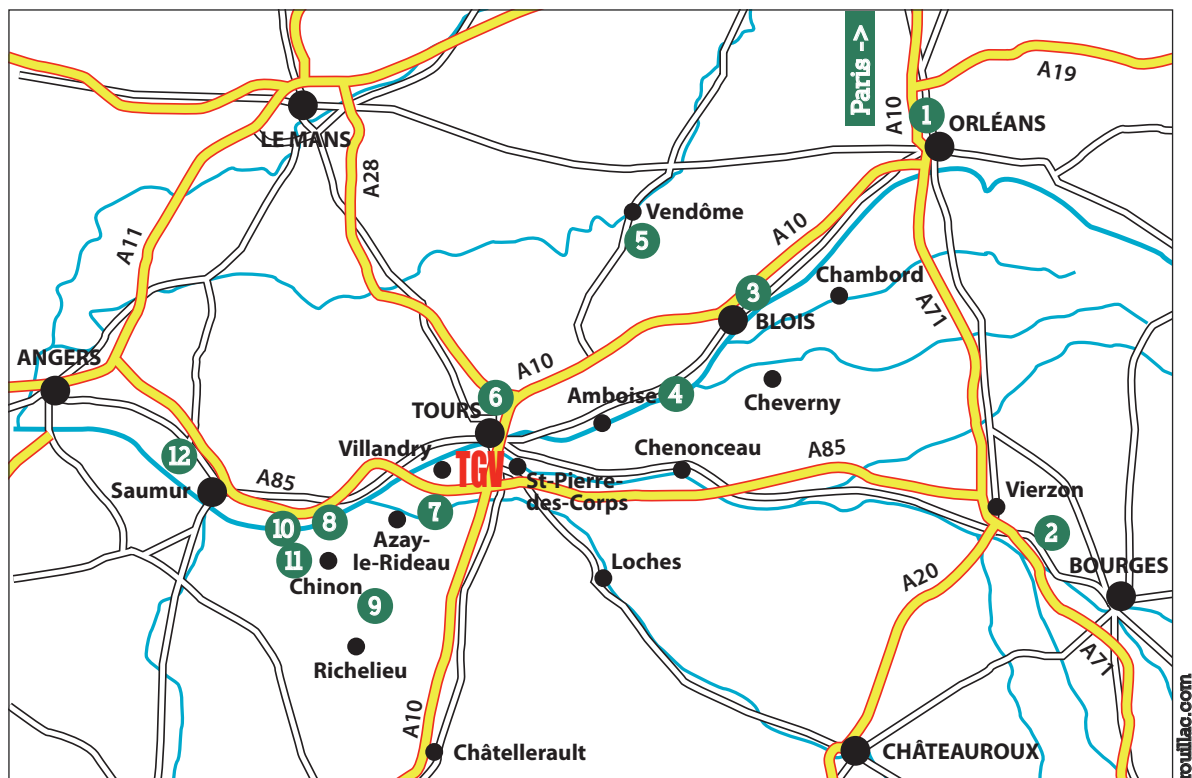 Paris ->
A10
A19
1
ORLÉANS
LE MANS
A28
Vendôme
5
A10
A11
Chambord
3
BLOIS
A71
ANGERS
A10
6
Amboise
4
Cheverny
TOURS
Villandry
Chenonceau
A85
12
TGV
St-Pierre-
des-Corps
Saumur
A85
Vierzon
7
8
10
2
Azay-
le-Rideau
11
Chinon
Loches
BOURGES
A20
9
Richelieu
A71
A10
Châtellerault
CHÂTEAUROUX
rouillac.com